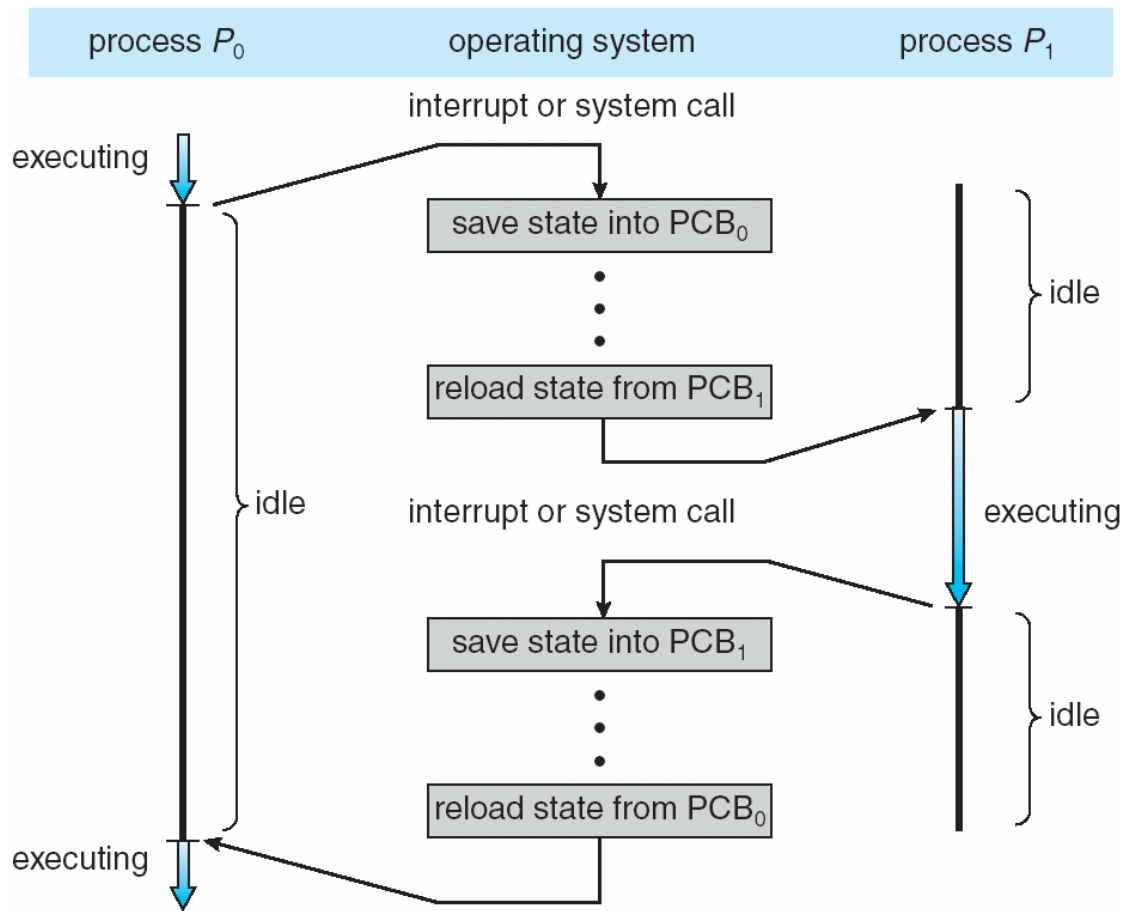 process P₀ operating system process P₁
interrupt or system call
executing
save state into PCB₀
idle
reload state from PCB₁
idle
interrupt or system call
executing
save state into PCB₁
idle
reload state from PCB₀
executing